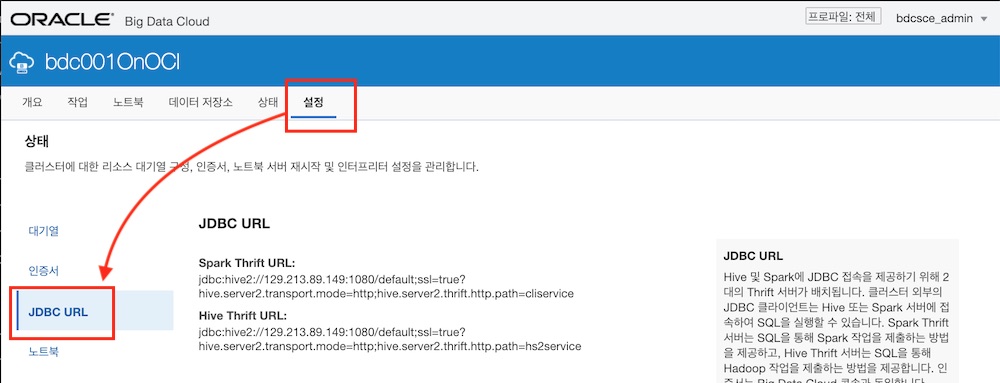 ORACLE® Big Data Cloud
프로파일: 전체
bdcsce_admin
bdc001OnOCI
개요 작업 노트북 데이터 저장소 상태 설정
상태
클러스터에 대한 리소스 대기열 구성, 인증서, 노트북 서버 재시작 및 인터프리터 설정을 관리합니다.
대기열
인증서
JDBC URL
노트북
JDBC URL
Spark Thrift URL:
jdbc:hive2://129.213.89.149:1080/default;ssl=true?
hive.server2.transport.mode=http;hive.server2.thrift.http.path=cliservice
Hive Thrift URL:
jdbc:hive2://129.213.89.149:1080/default;ssl=true?
hive.server2.transport.mode=http;hive.server2.thrift.http.path=hs2service
JDBC URL
Hive 및 Spark에 JDBC 접속을 제공하기 위해 2
대의 Thrift 서버가 배치됩니다. 클러스터 외부의
JDBC 클라이언트는 Hive 또는 Spark 서버에 접
속하여 SQL을 실행할 수 있습니다. Spark Thrift
서버는 SQL을 통해 Spark 작업을 제출하는 방법
을 제공하고, Hive Thrift 서버는 SQL을 통해
Hadoop 작업을 제출하는 방법을 제공합니다. 인
증서는 Big Data Cloud 콘솔과 동일합니다.